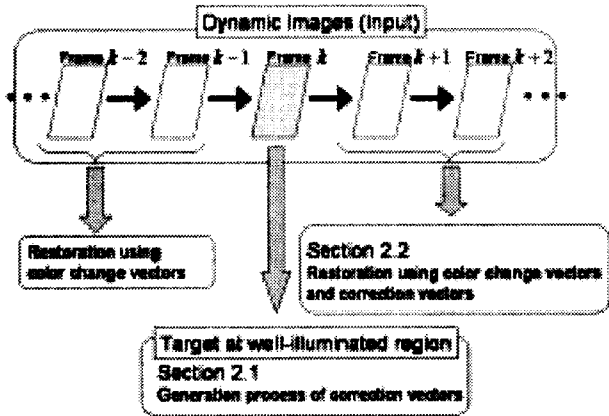 Dynamic Images (Input)
Frame k − 2 Frame k − 1 Frame k Frame k + 1 Frame k + 2
Restoration using
color change vectors
Section 2.2
Restoration using color change vectors
and correction vectors
Target at well-illuminated region
Section 2.1
Generation process of correction vectors